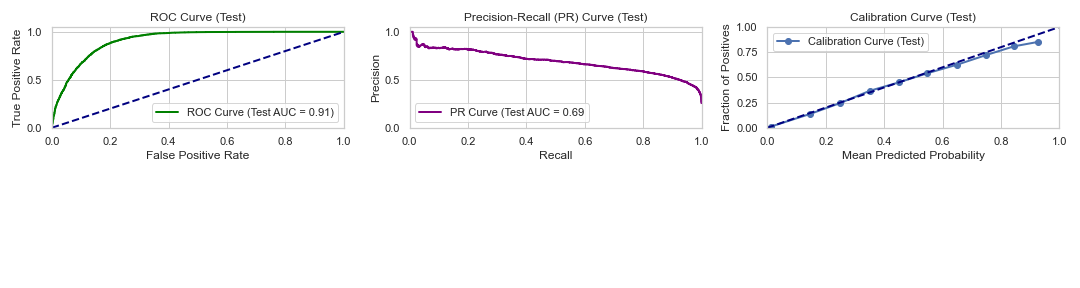 ROC Curve (Test)
True Positive Rate
1.0
0.5
0.0
ROC Curve (Test AUC = 0.91)
0.0 0.2 0.4 0.6 0.8 1.0
False Positive Rate
Precision-Recall (PR) Curve (Test)
Precision
1.0
0.5
0.0
PR Curve (Test AUC = 0.69
0.0 0.2 0.4 0.6 0.8 1.0
Recall
Calibration Curve (Test)
Fraction of Positives
1.00
0.75
0.50
0.25
0.00
Calibration Curve (Test)
0.0 0.2 0.4 0.6 0.8 1.0
Mean Predicted Probability